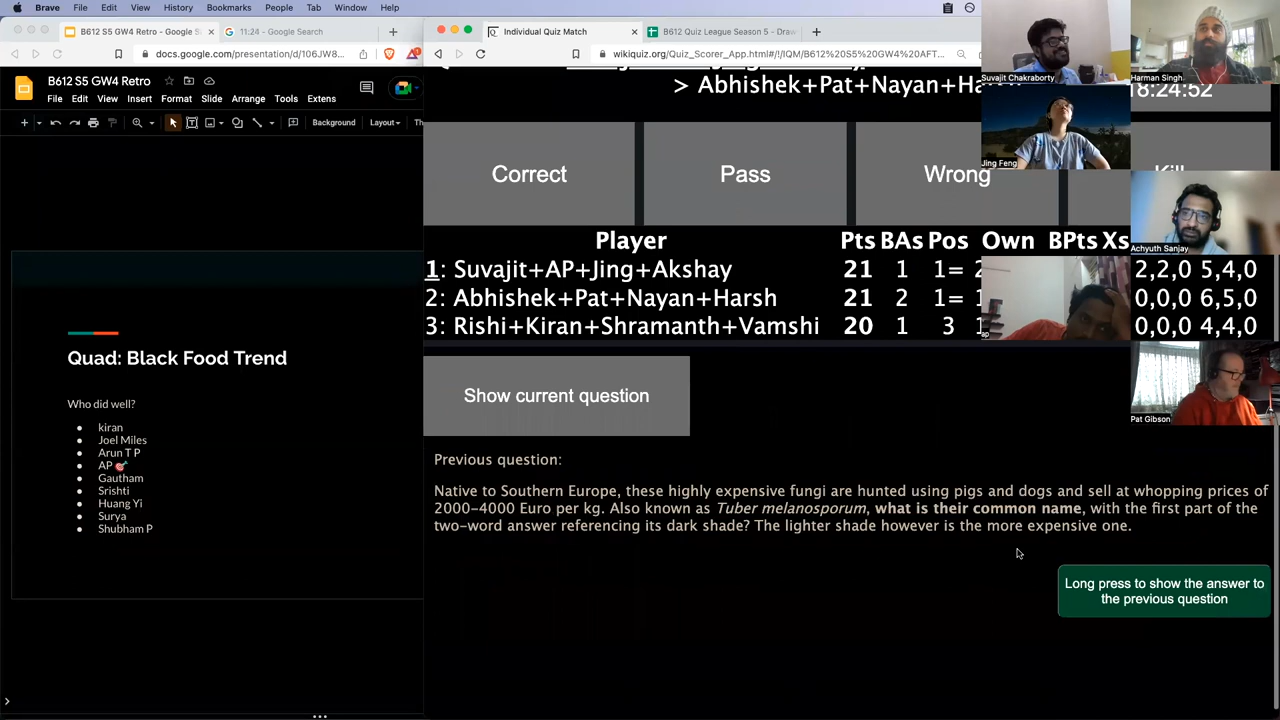 Brave File Edit View History Bookmarks People Tab Window Help
B612 S5 GW4 Retro - Google Sl
11:24 - Google Search
docs.google.com/presentation/d/106JW8...
B612 S5 GW4 Retro
File Edit View Insert Format Slide Arrange Tools Extens
Background Layout
Quad: Black Food Trend
Who did well?
kiran
Joel Miles
Arun T P
AP 🎯
Gautham
Srishti
Huang Yi
Surya
Shubham P
Individual Quiz Match
B612 Quiz League Season 5 - Draw
wikiquiz.org/Quiz_Scorer_App.html#/!/IQM/B612%20S5%20GW4%20AFT...
> Abhishek+Pat+Nayan+Ha
18:24:52
Correct
Pass
Wrong
Player Pts BAs Pos Own BPts Xs
1: Suvajit+AP+Jing+Akshay 21 1 1= 2,2,0 5,4,0
2: Abhishek+Pat+Nayan+Harsh 21 2 1= 0,0,0 6,5,0
3: Rishi+Kiran+Shramanth+Vamshi 20 1 3 0,0,0 4,4,0
Show current question
Previous question:
Native to Southern Europe, these highly expensive fungi are hunted using pigs and dogs and sell at whopping prices of
2000-4000 Euro per kg. Also known as Tuber melanosporum, what is their common name, with the first part of the
two-word answer referencing its dark shade? The lighter shade however is the more expensive one.
Long press to show the answer to
the previous question
Suvajit Chakraborty
Harman Singh
Jing Feng
Achyuth Sanjay
ap
Pat Gibson